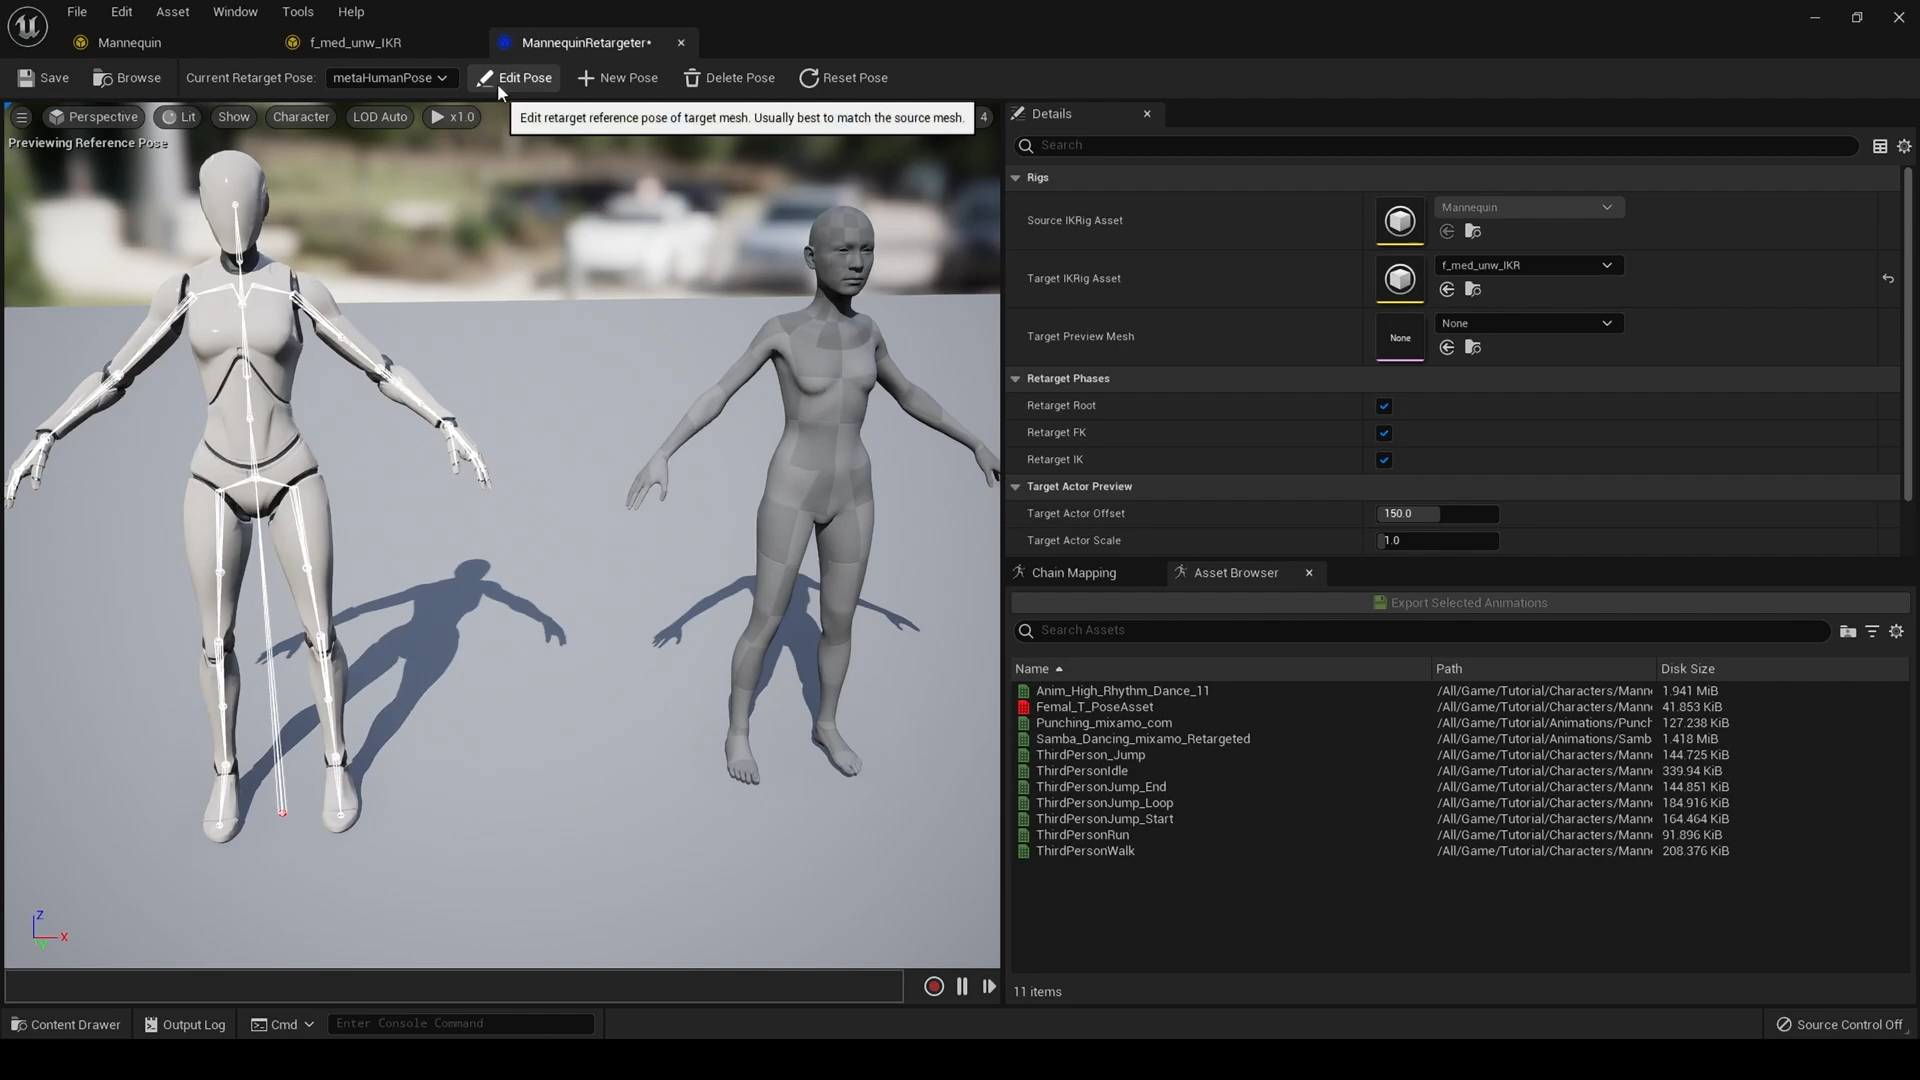 File Edit Asset Window Tools Help
Mannequin f_med_unw_IKR MannequinRetargeter•
Save Browse Current Retarget Pose: metaHumanPose Edit Pose New Pose Delete Pose Reset Pose
Perspective Lit Show Character LOD Auto x1.0 4
Edit retarget reference pose of target mesh. Usually best to match the source mesh.
Previewing Reference Pose
Details
Search
Rigs
Source IKRig Asset Mannequin
Target IKRig Asset f_med_unw_IKR
Target Preview Mesh None None
Retarget Phases
Retarget Root
Retarget FK
Retarget IK
Target Actor Preview
Target Actor Offset 150.0
Target Actor Scale 1.0
Chain Mapping Asset Browser
Export Selected Animations
Search Assets
Name Path Disk Size
Anim_High_Rhythm_Dance_11 /All/Game/Tutorial/Characters/Mann 1.941 MiB
Femal_T_PoseAsset /All/Game/Tutorial/Characters/Mann 41.853 KiB
Punching_mixamo_com /All/Game/Tutorial/Animations/Punch 127.238 KiB
Samba_Dancing_mixamo_Retargeted /All/Game/Tutorial/Animations/Samb 1.418 MiB
ThirdPerson_Jump /All/Game/Tutorial/Characters/Mann 144.725 KiB
ThirdPersonIdle /All/Game/Tutorial/Characters/Mann 339.94 KiB
ThirdPersonJump_End /All/Game/Tutorial/Characters/Mann 144.851 KiB
ThirdPersonJump_Loop /All/Game/Tutorial/Characters/Mann 184.916 KiB
ThirdPersonJump_Start /All/Game/Tutorial/Characters/Mann 164.464 KiB
ThirdPersonRun /All/Game/Tutorial/Characters/Mann 91.896 KiB
ThirdPersonWalk /All/Game/Tutorial/Characters/Mann 208.376 KiB
Z
X
Y
11 items
Content Drawer Output Log Cmd Enter Console Command Source Control Off